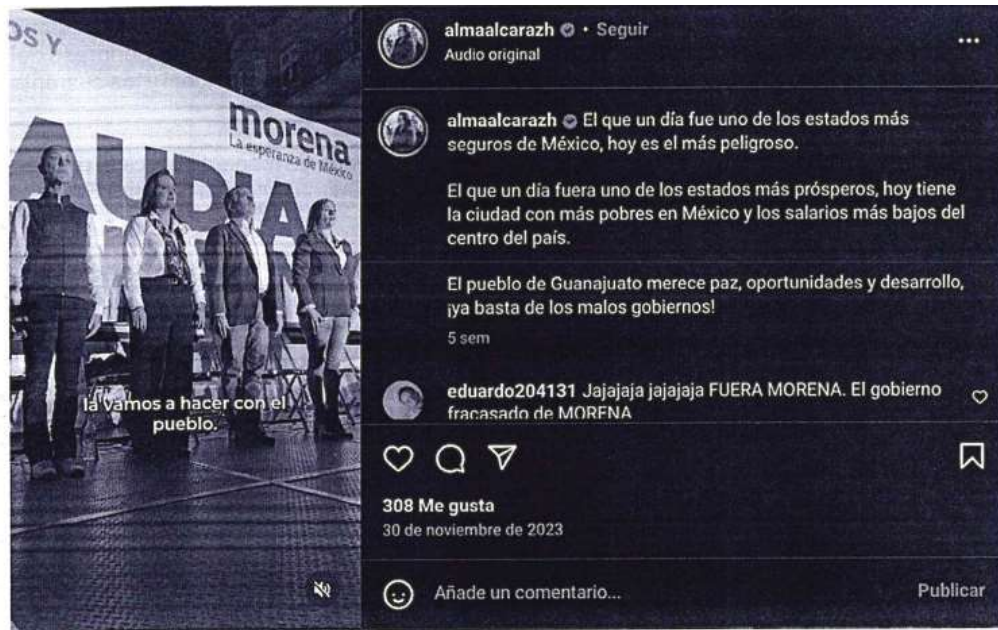 OS Y
AUDIA
morena
La esperanza de México
la vamos a hacer con el
pueblo.
almaalcarazh • Seguir
Audio original
almaalcarazh El que un día fue uno de los estados más
seguros de México, hoy es el más peligroso.
El que un día fuera uno de los estados más prósperos, hoy tiene
la ciudad con más pobres en México y los salarios más bajos del
centro del país.
El pueblo de Guanajuato merece paz, oportunidades y desarrollo,
¡ya basta de los malos gobiernos!
5 sem
eduardo204131 Jajajaja jajajaja FUERA MORENA. El gobierno
fracasado de MORENA
308 Me gusta
30 de noviembre de 2023
Añade un comentario...
Publicar